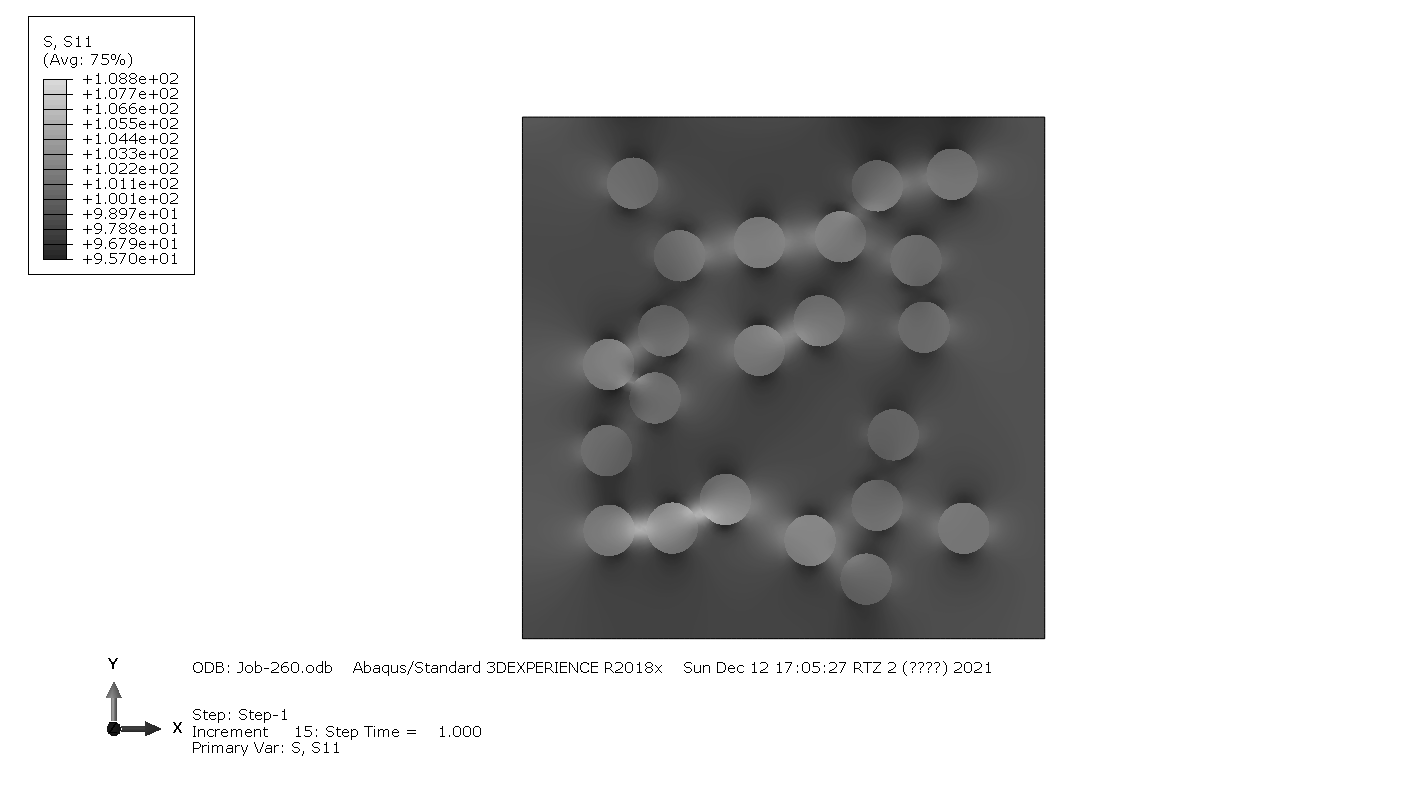 S, S11
(Avg: 75%)
+1.088e+02
+1.077e+02
+1.066e+02
+1.055e+02
+1.044e+02
+1.033e+02
+1.022e+02
+1.011e+02
+1.001e+02
+9.897e+01
+9.788e+01
+9.679e+01
+9.570e+01
Y
X
ODB: Job-260.odb    Abaqus/Standard 3DEXPERIENCE R2018x    Sun Dec 12 17:05:27 RTZ 2 (????) 2021
Step: Step-1
Increment     15: Step Time =    1.000
Primary Var: S, S11